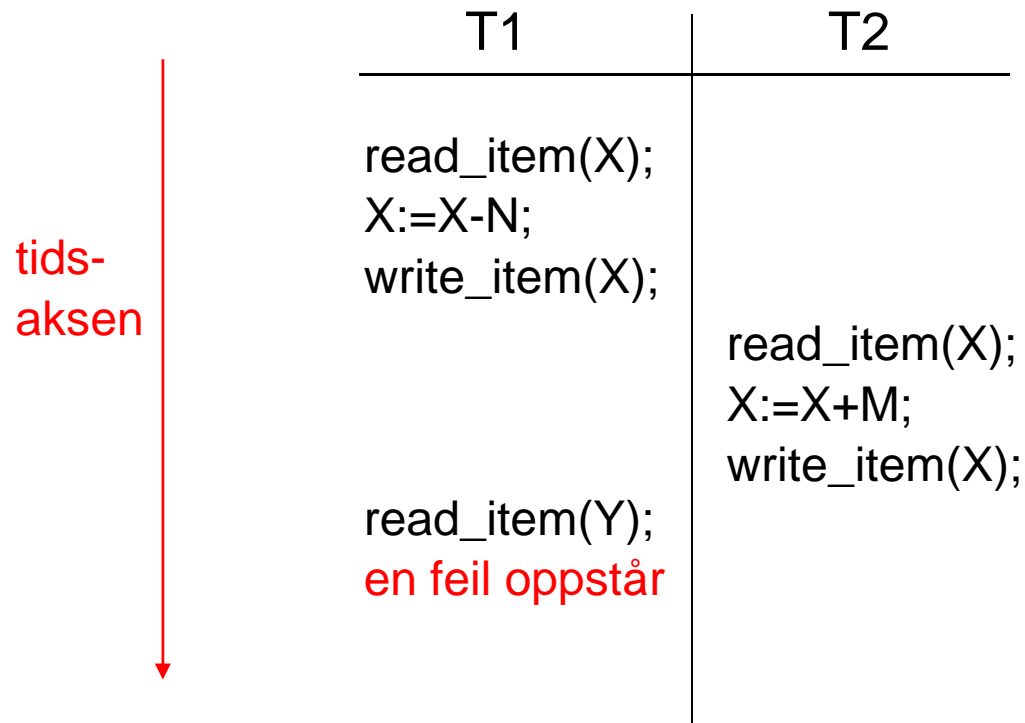 T1
T2
read_item(X);
X:=X-N;
write_item(X);
tids-
aksen
read_item(X);
X:=X+M;
write_item(X);
read_item(Y);
en feil oppstår